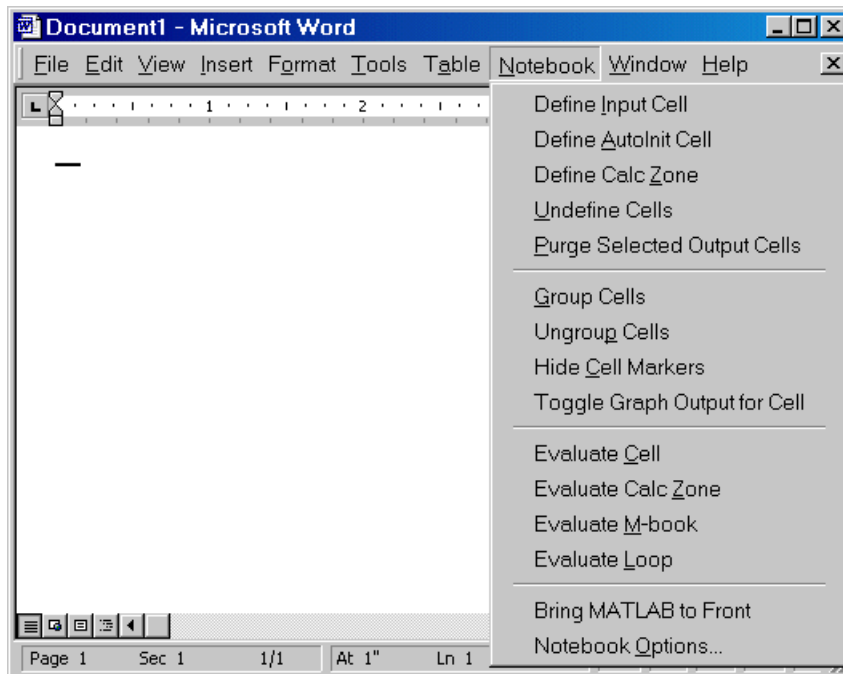 Document1 - Microsoft Word
File Edit View Insert Format Tools Table Notebook Window Help
1 2
Define Input Cell
Define AutoInit Cell
Define Calc Zone
Undefine Cells
Purge Selected Output Cells
Group Cells
Ungroup Cells
Hide Cell Markers
Toggle Graph Output for Cell
Evaluate Cell
Evaluate Calc Zone
Evaluate M-book
Evaluate Loop
Bring MATLAB to Front
Notebook Options...
Page 1 Sec 1 1/1 At 1" Ln 1